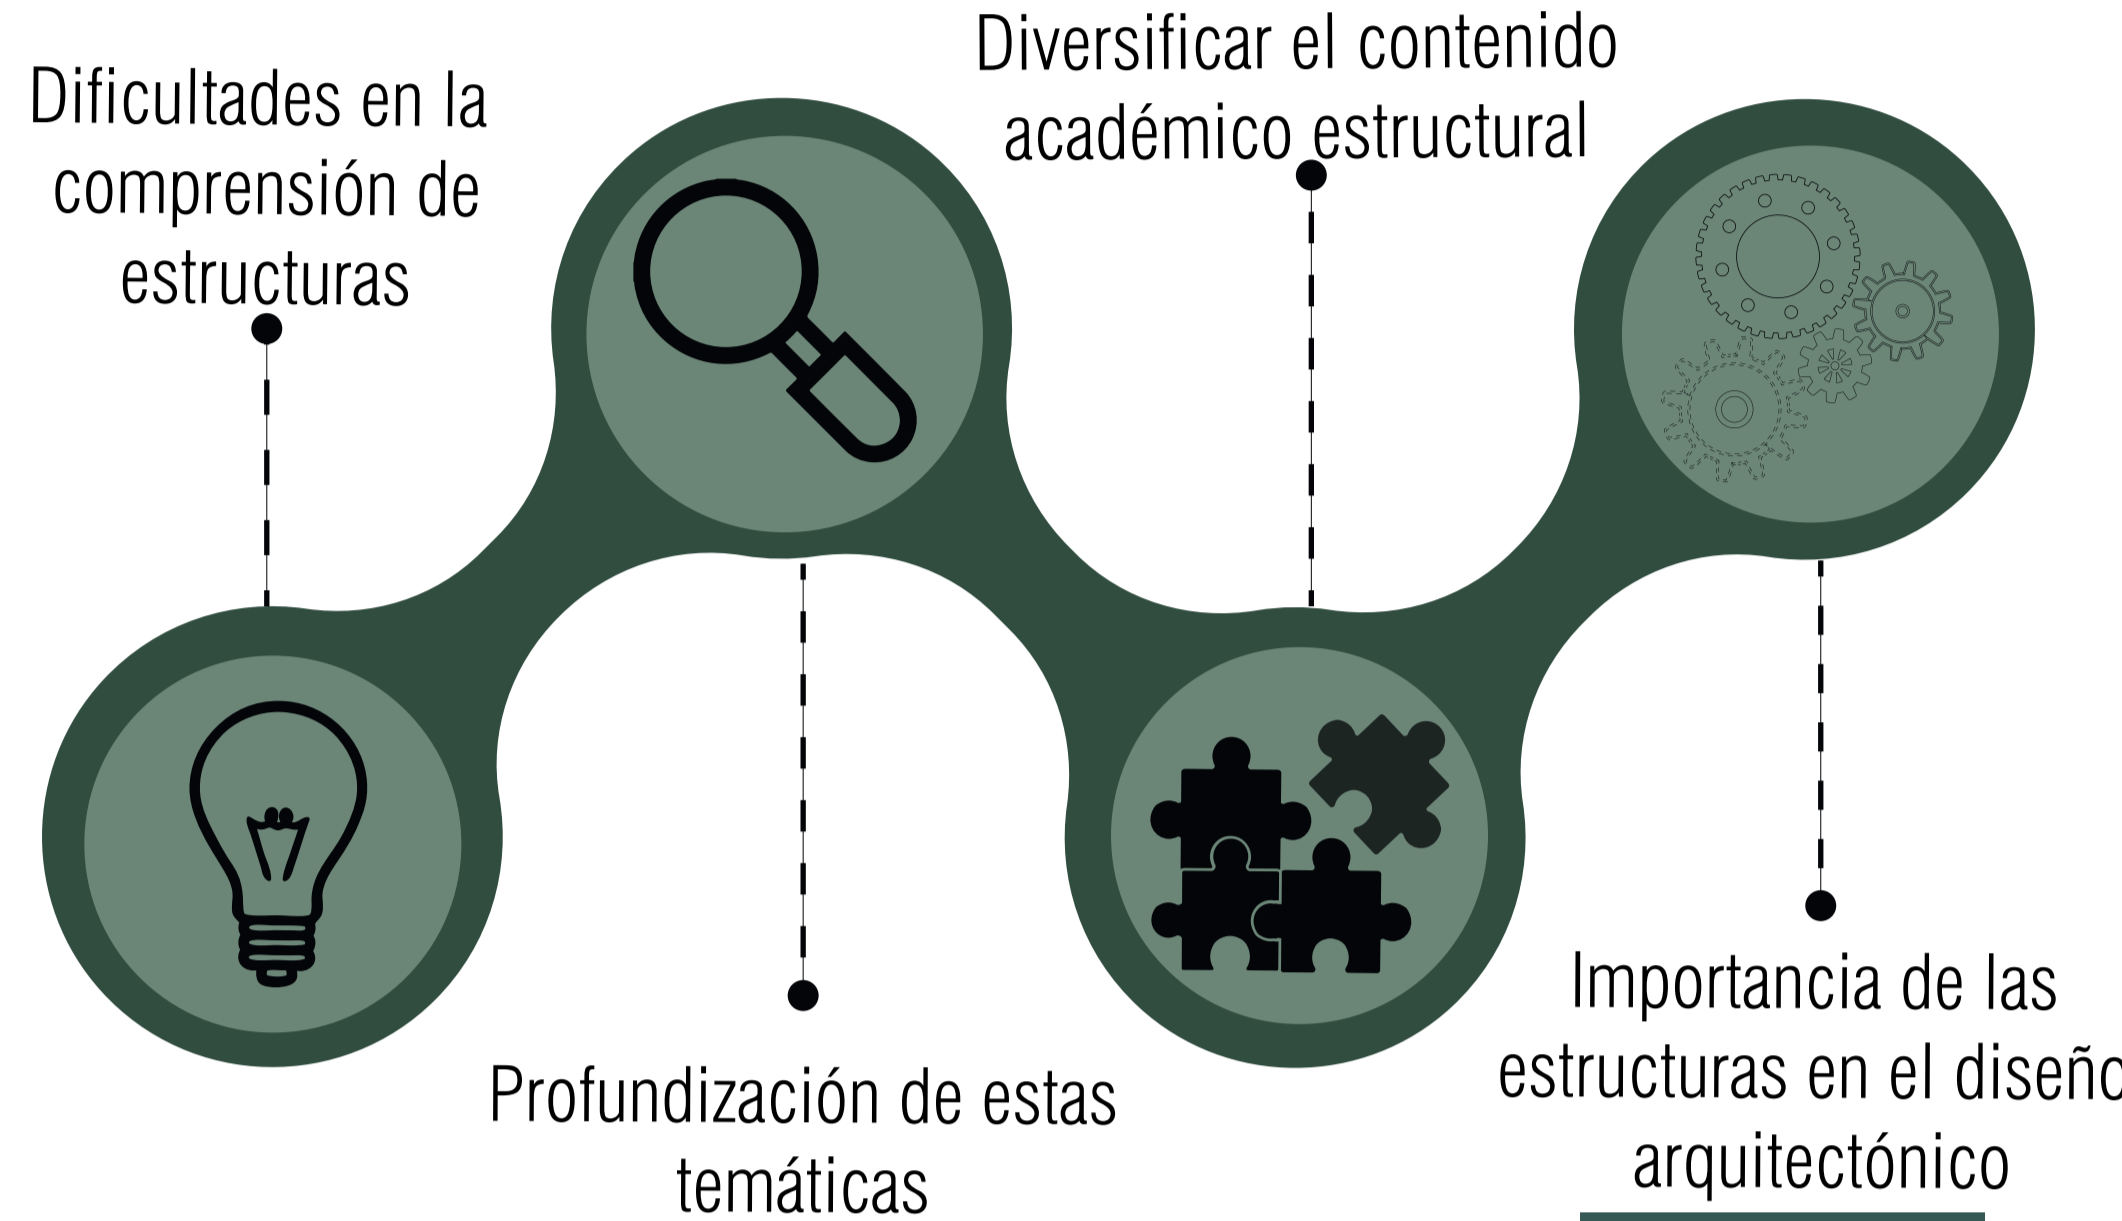 Dificultades en la
comprensión de
estructuras
Profundización de estas
temáticas
Diversificar el contenido
académico estructural
Importancia de las
estructuras en el diseño
arquitectónico